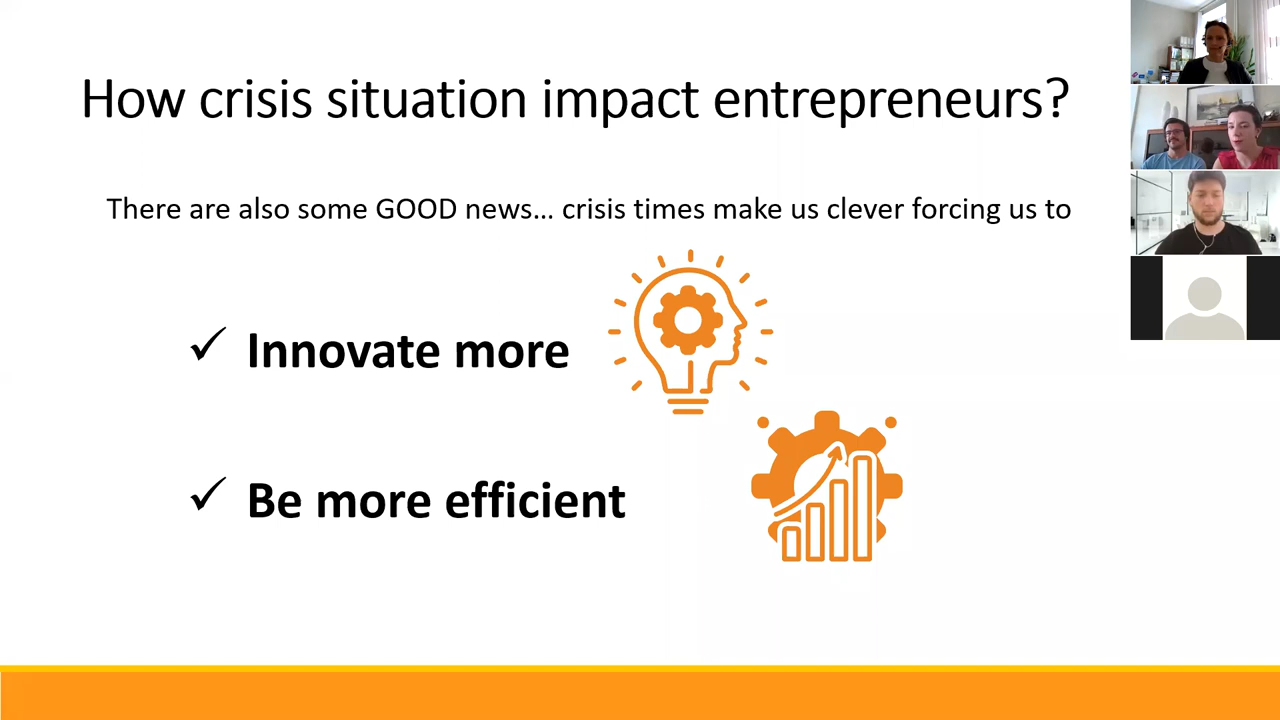 How crisis situation impact entrepreneurs?
There are also some GOOD news... crisis times make us clever forcing us to
✓ Innovate more
✓ Be more efficient